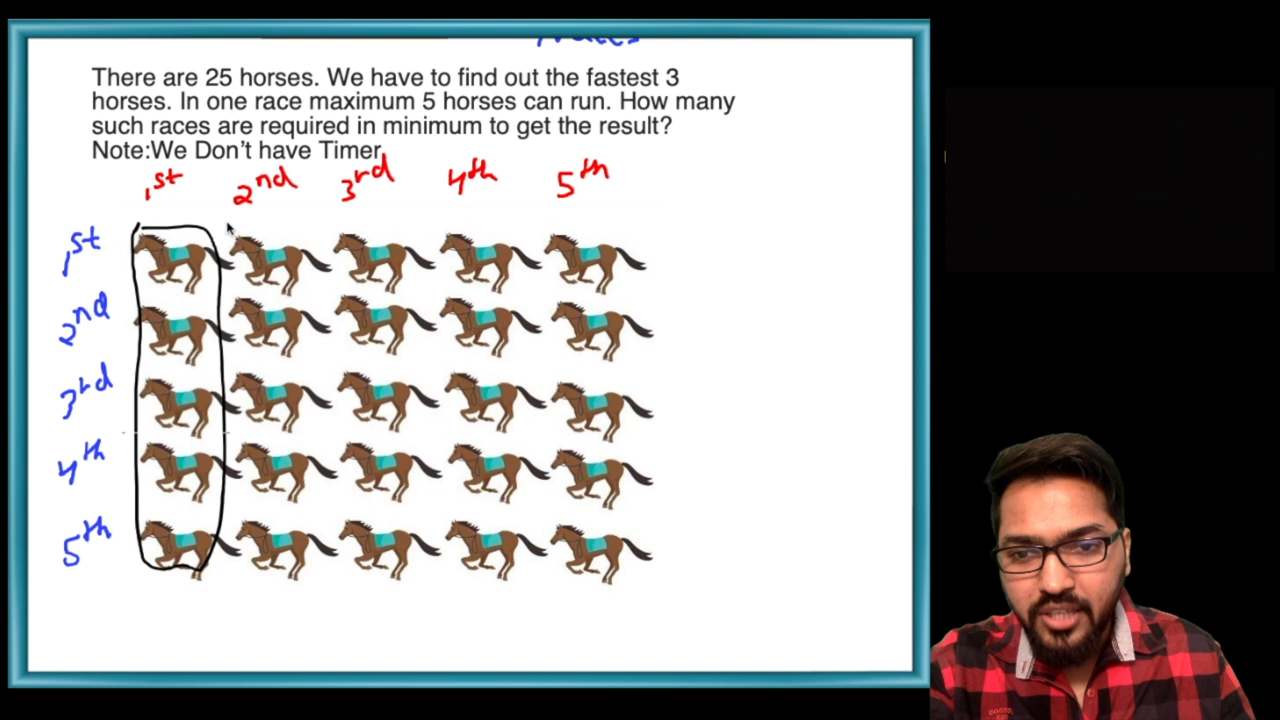 There are 25 horses. We have to find out the fastest 3
horses. In one race maximum 5 horses can run. How many
such races are required in minimum to get the result?
Note:We Don't have Timer.
1st 2nd 3rd 4th 5th
1st
2nd
3rd
4th
5th